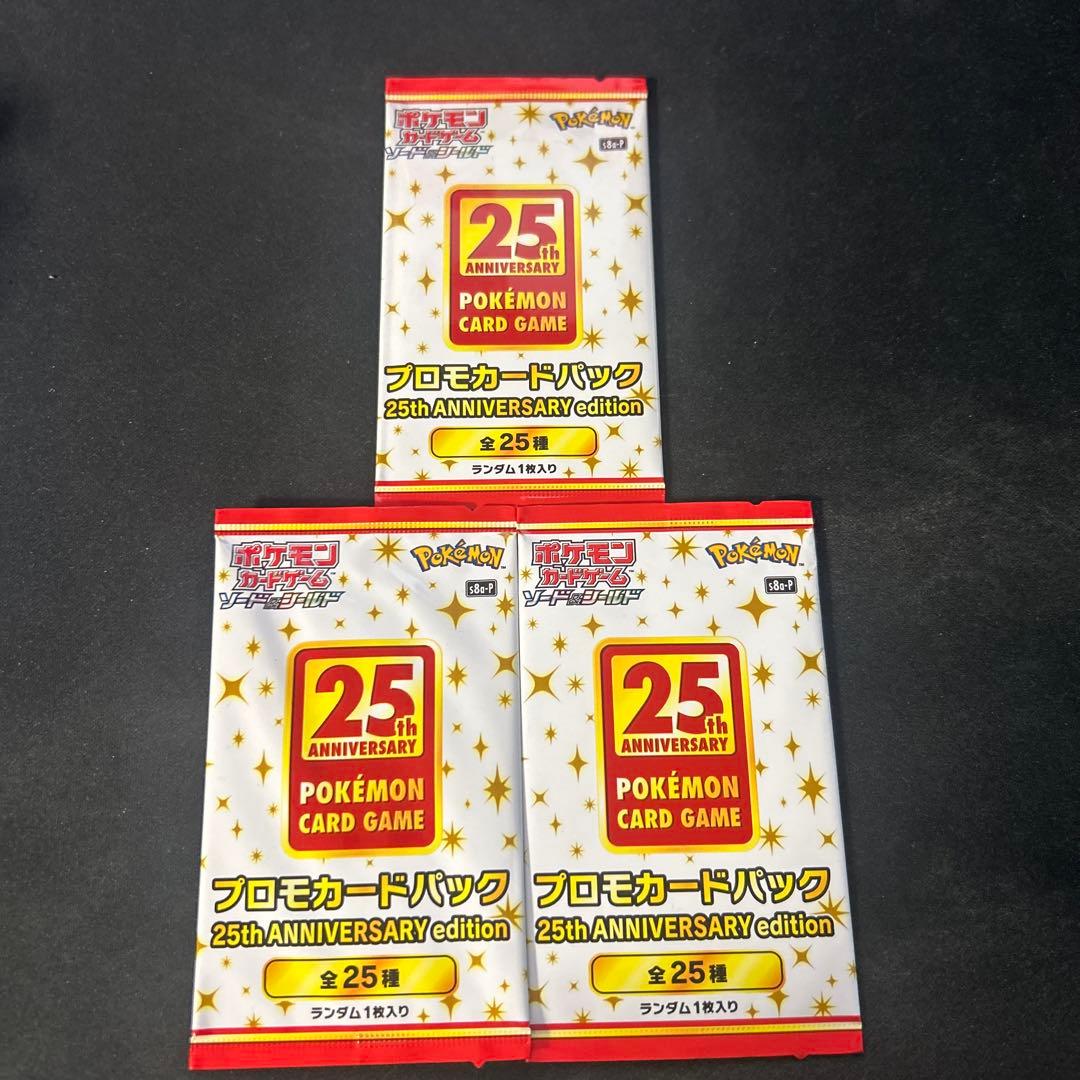 ポケモン
カードゲーム
ソード&シールド
Pokémon
s8a-P
25th
ANNIVERSARY
POKÉMON
CARD GAME
プロモカードパック
25th ANNIVERSARY edition
全25種
ランダム1枚入り
ポケモン
カードゲーム
ソード&シールド
Pokémon
s8a-P
25th
ANNIVERSARY
POKÉMON
CARD GAME
プロモカードパック
25th ANNIVERSARY edition
全25種
ランダム1枚入り
ポケモン
カードゲーム
ソード&シールド
Pokémon
s8a-P
25th
ANNIVERSARY
POKÉMON
CARD GAME
プロモカードパック
25th ANNIVERSARY edition
全25種
ランダム1枚入り